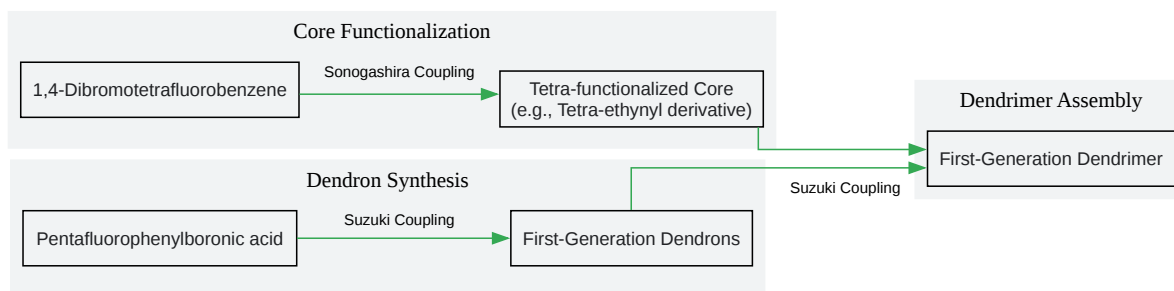 Core Functionalization
1,4-Dibromotetrafluorobenzene
Sonogashira Coupling
Tetra-functionalized Core
(e.g., Tetra-ethynyl derivative)
Dendron Synthesis
Pentafluorophenylboronic acid
Suzuki Coupling
First-Generation Dendrons
Dendrimer Assembly
First-Generation Dendrimer
Suzuki Coupling